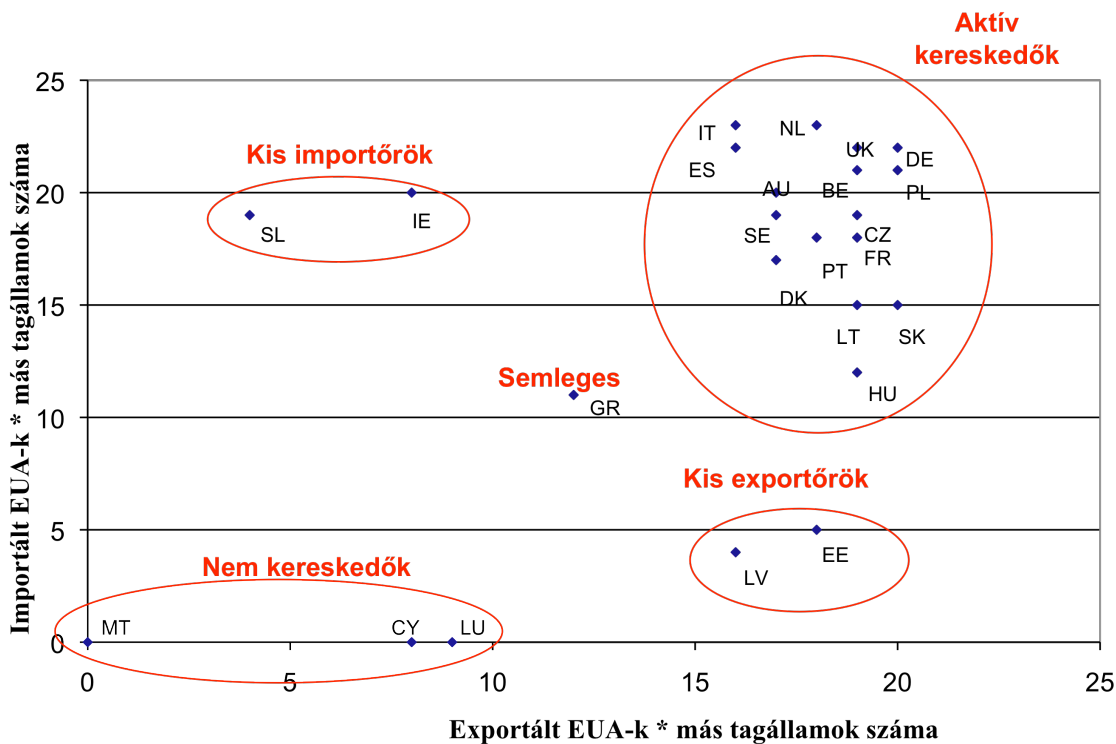 Aktív
kereskedők
25
IT
NL
Kis importőrök
UK
DE
ES
20
AU
BE
PL
SL
IE
SE
CZ
FR
PT
DK
15
LT
SK
Semleges
HU
GR
10
Kis exportőrök
5
EE
LV
Nem kereskedők
MT
CY
LU
0
0
5
10
15
20
25
Importált EUA-k * más tagállamok száma
Exportált EUA-k * más tagállamok száma